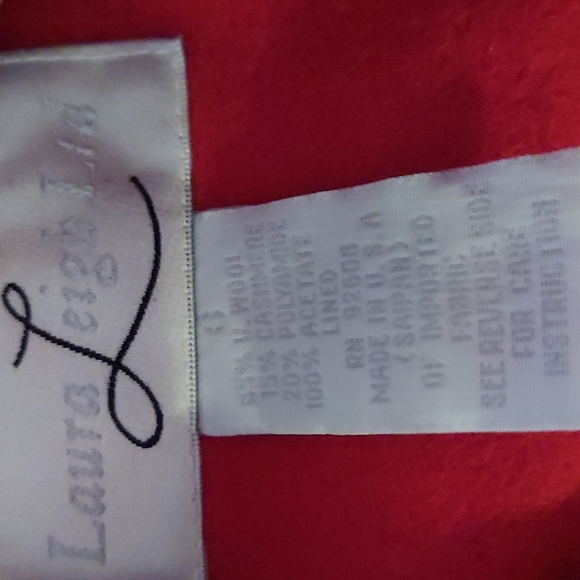 Laura Leigh Ltd
L
65% V.WOOL
15% CASHMERE
20% POLYAMIDE
100% ACETATE
LINED
RN
MADE IN U.S.A
(SAIPAN)
OF IMPORTED
FABRIC
SEE REVERSE SIDE
FOR CARE
INSTRUCTION